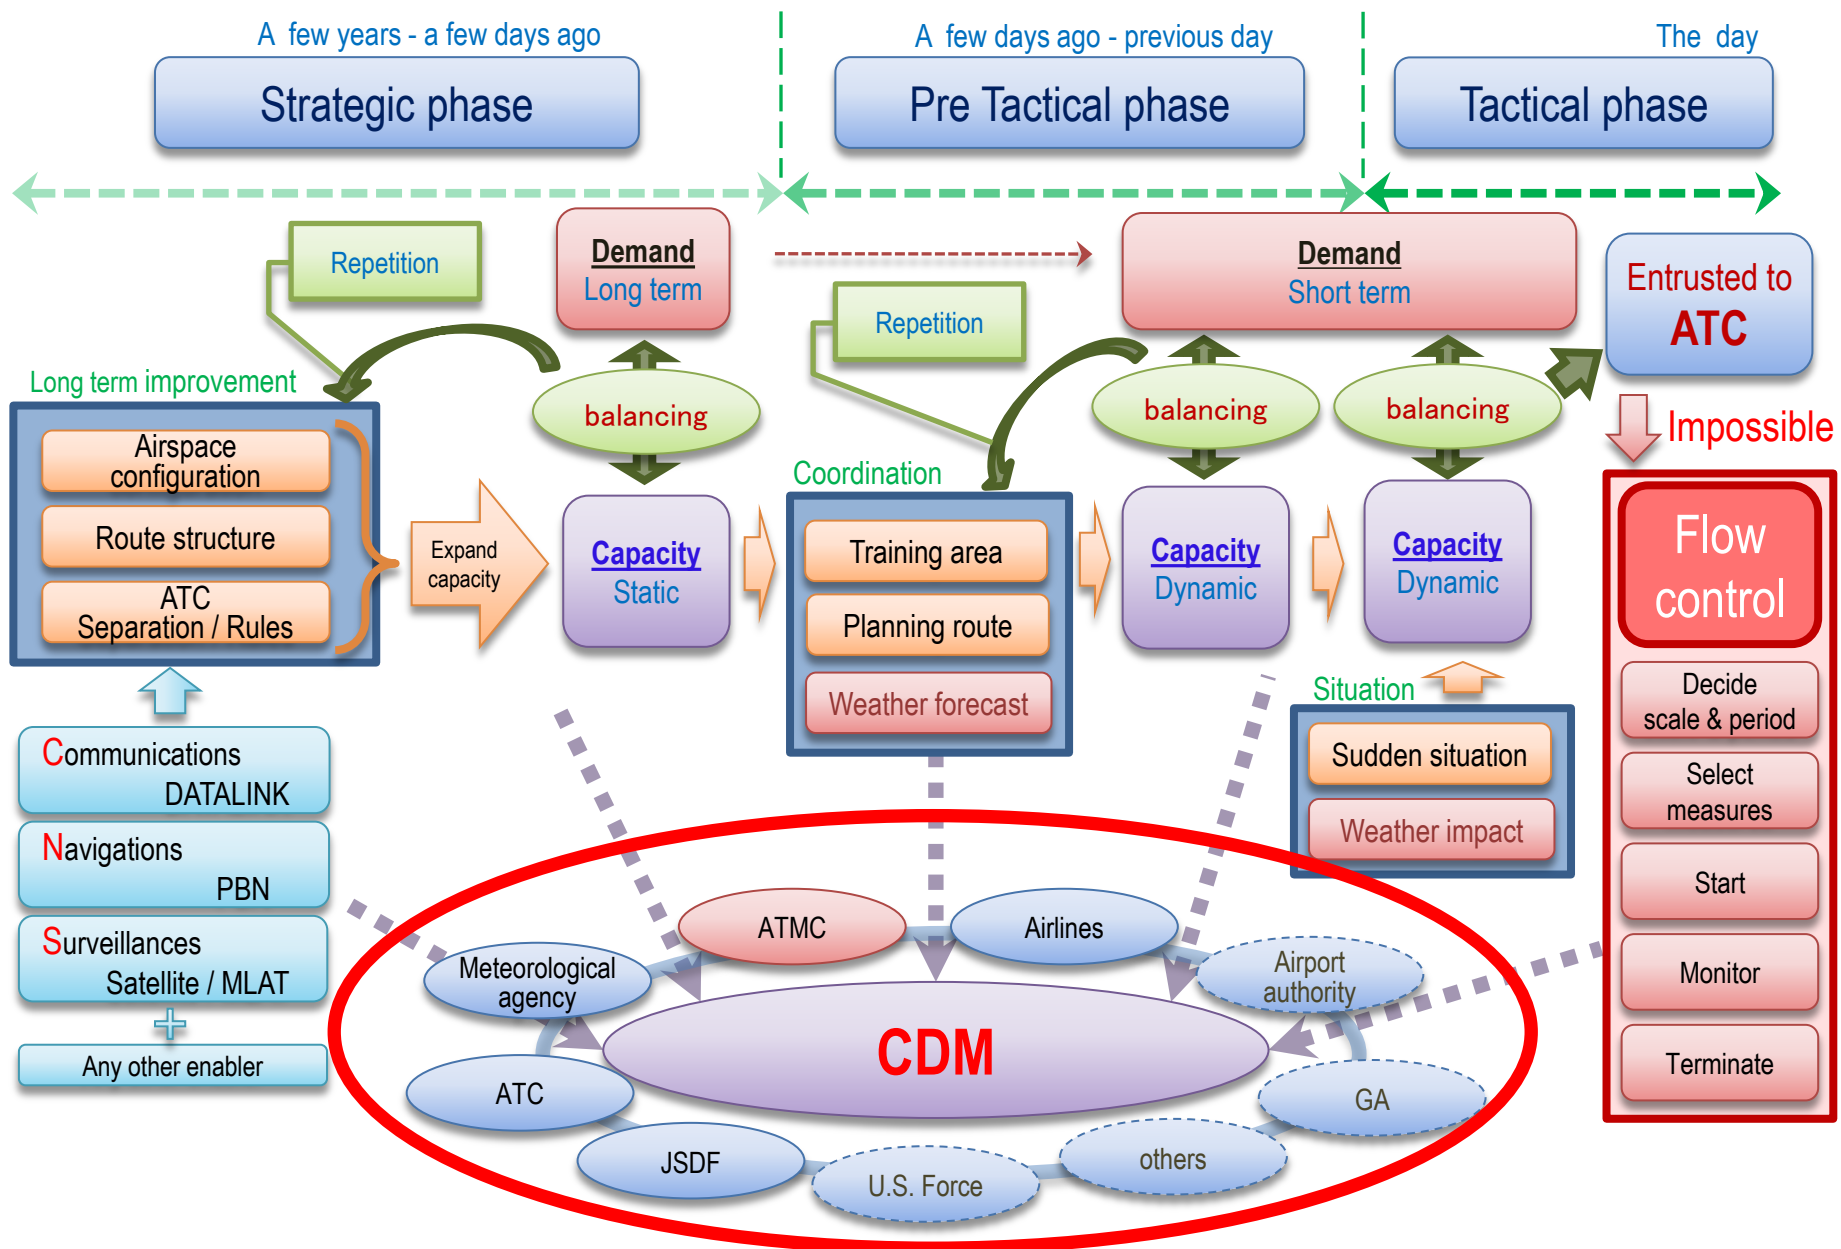 A few years - a few days ago
A few days ago - previous day
The day
Strategic phase
Pre Tactical phase
Tactical phase
Repetition
Demand
Long term
Demand
Short term
Entrusted to
ATC
Repetition
Long term improvement
balancing
balancing
balancing
Impossible
Airspace
configuration
Route structure
ATC
Separation / Rules
Expand
capacity
Capacity
Static
Coordination
Training area
Planning route
Weather forecast
Capacity
Dynamic
Capacity
Dynamic
Flow
control
Decide
scale & period
Select
measures
Start
Monitor
Terminate
Situation
Sudden situation
Weather impact
Communications
DATALINK
Navigations
PBN
Surveillances
Satellite / MLAT
Any other enabler
ATMC
Airlines
Meteorological
agency
Airport
authority
CDM
ATC
GA
JSDF
others
U.S. Force